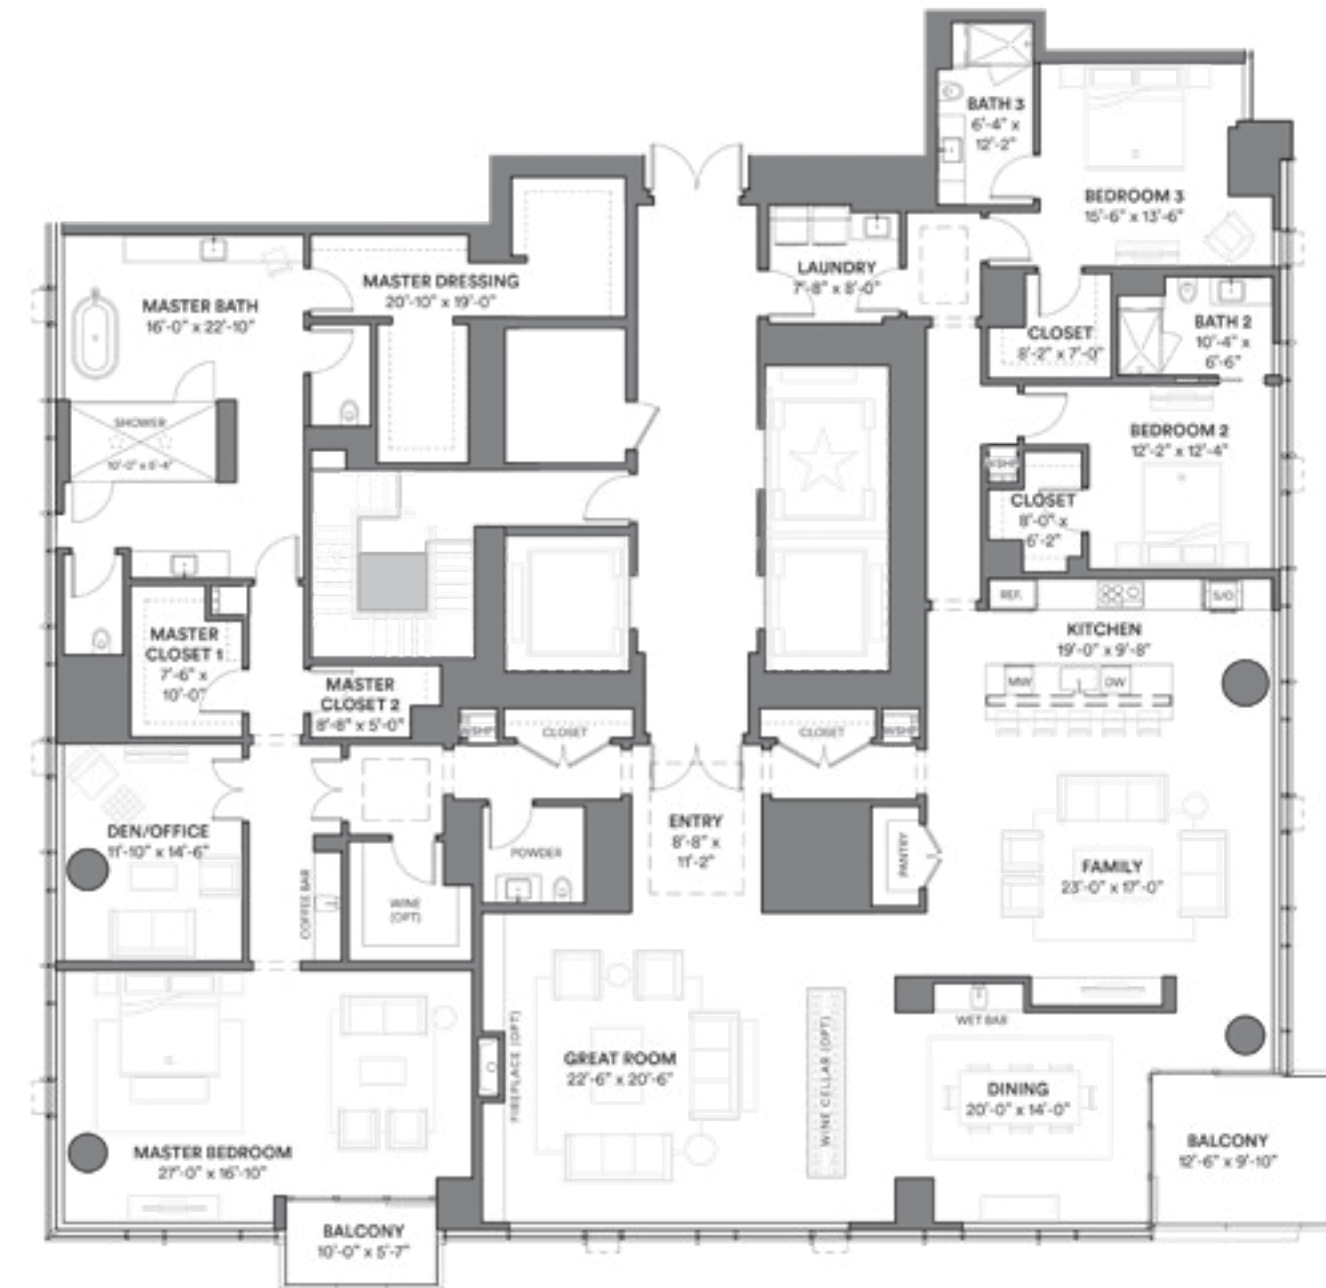 BATH 3
6'-4" x
12'-2"
BEDROOM 3
15'-6" x 13'-6"
LAUNDRY
7'-8" x 8'-0"
MASTER DRESSING
20'-10" x 19'-0"
MASTER BATH
16'-0" x 22'-10"
CLOSET
8'-2" x 7'-0"
BATH 2
10'-4" x
6'-6"
SHOWER
10'-0" x 5'-4"
BEDROOM 2
12'-2" x 12'-4"
WSHP
CLOSET
8'-0" x
6'-2"
REF.
S/O
KITCHEN
19'-0" x 9'-8"
MW
DW
MASTER
CLOSET 1
7'-6" x
10'-0"
MASTER
CLOSET 2
8'-8" x 5'-0"
WSHP
CLOSET
CLOSET
WSHP
ENTRY
8'-8" x
11'-2"
DEN/OFFICE
11'-10" x 14'-6"
POWDER
PANTRY
FAMILY
23'-0" x 17'-0"
COFFEE BAR
WINE
(OPT)
WET BAR
FIREPLACE (OPT)
GREAT ROOM
22'-6" x 20'-6"
WINE CELLAR (OPT)
DINING
20'-0" x 14'-0"
MASTER BEDROOM
27'-0" x 16'-10"
BALCONY
12'-6" x 9'-10"
BALCONY
10'-0" x 5'-7"